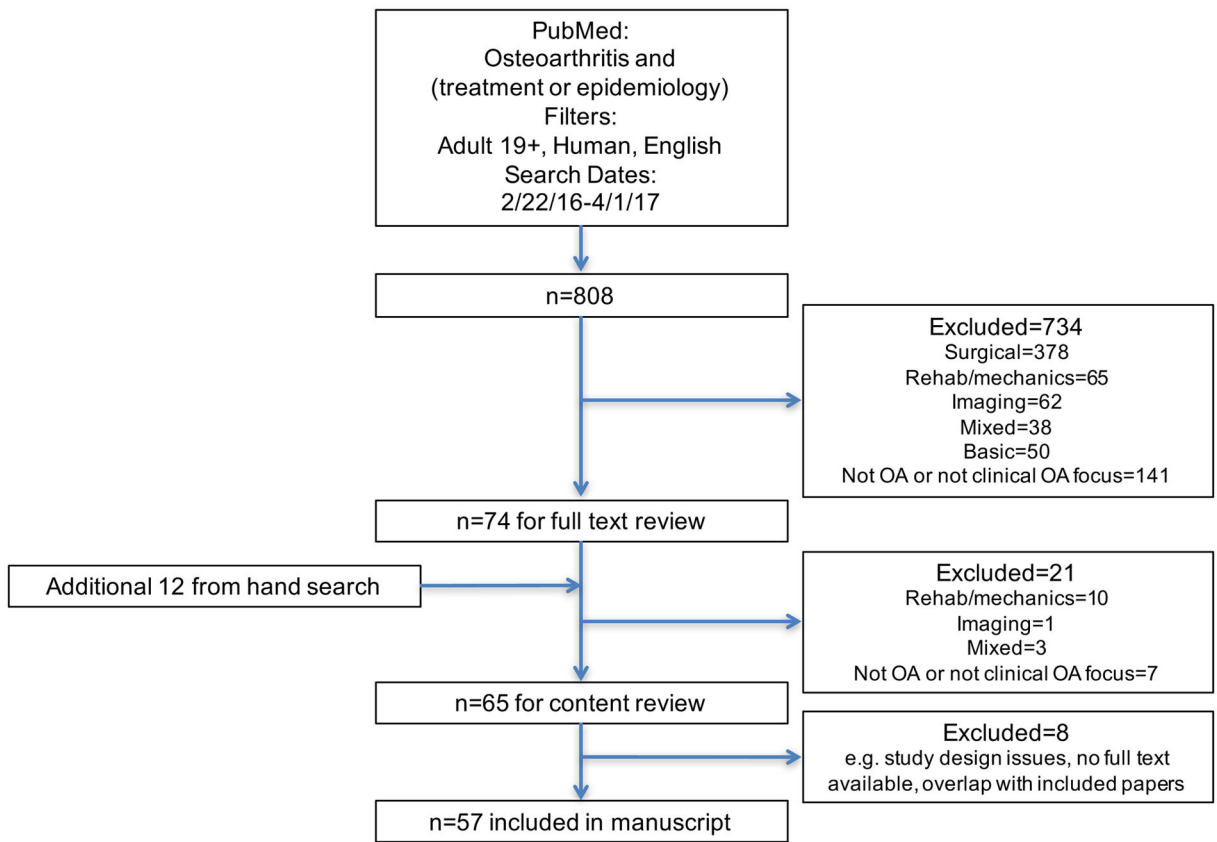 PubMed:
Osteoarthritis and
(treatment or epidemiology)
Filters:
Adult 19+, Human, English
Search Dates:
2/22/16-4/1/17
n=808
Excluded=734
Surgical=378
Rehab/mechanics=65
Imaging=62
Mixed=38
Basic=50
Not OA or not clinical OA focus=141
n=74 for full text review
Additional 12 from hand search
Excluded=21
Rehab/mechanics=10
Imaging=1
Mixed=3
Not OA or not clinical OA focus=7
n=65 for content review
Excluded=8
e.g. study design issues, no full text
available, overlap with included papers
n=57 included in manuscript